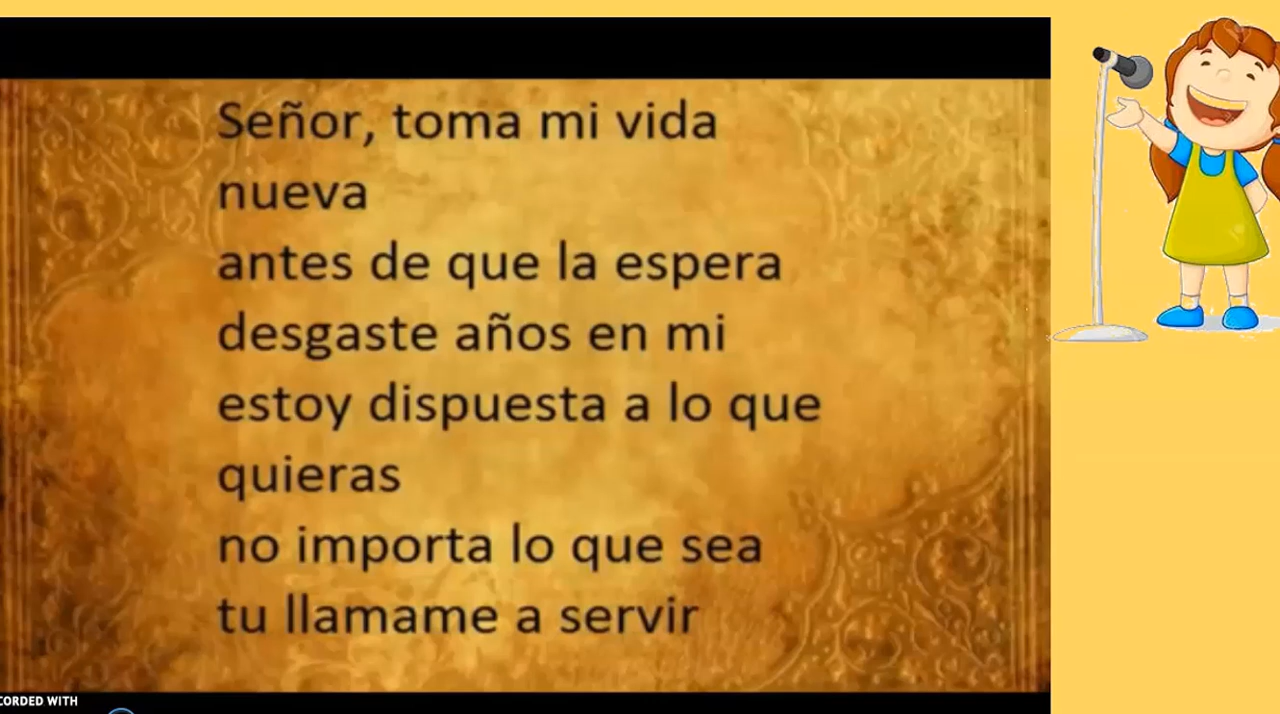 Señor, toma mi vida
nueva
antes de que la espera
desgaste años en mi
estoy dispuesta a lo que
quieras
no importa lo que sea
tu llamame a servir
CORDED WITH